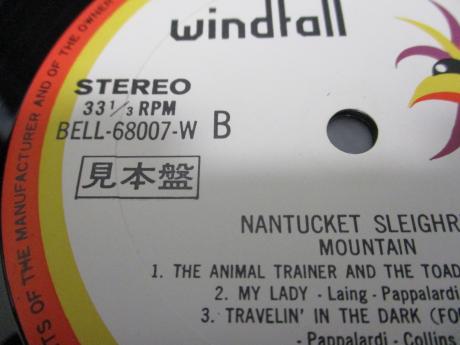 windfall
STEREO
33 1/3 RPM
BELL-68007-W B
見本盤
NANTUCKET SLEIGHR
MOUNTAIN
1. THE ANIMAL TRAINER AND THE TOAD
2. MY LADY - Laing - Pappalardi
3. TRAVELIN' IN THE DARK (FO
- Pappalardi - Collins
TS OF THE MANUFACTURER AND OF THE OWNER